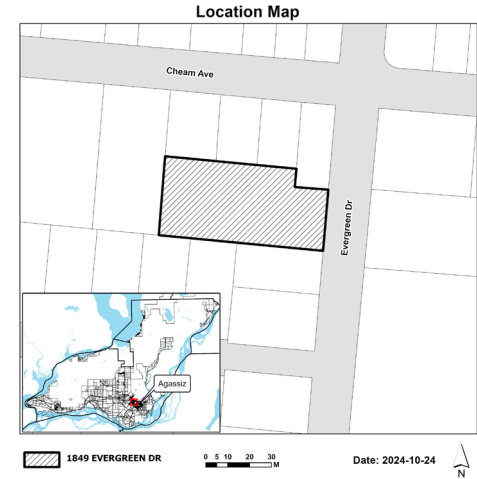 Location Map
Cheam Ave
Evergreen Dr
Agassiz
1849 EVERGREEN DR
0 5 10 20 30
M
Date: 2024-10-24
N